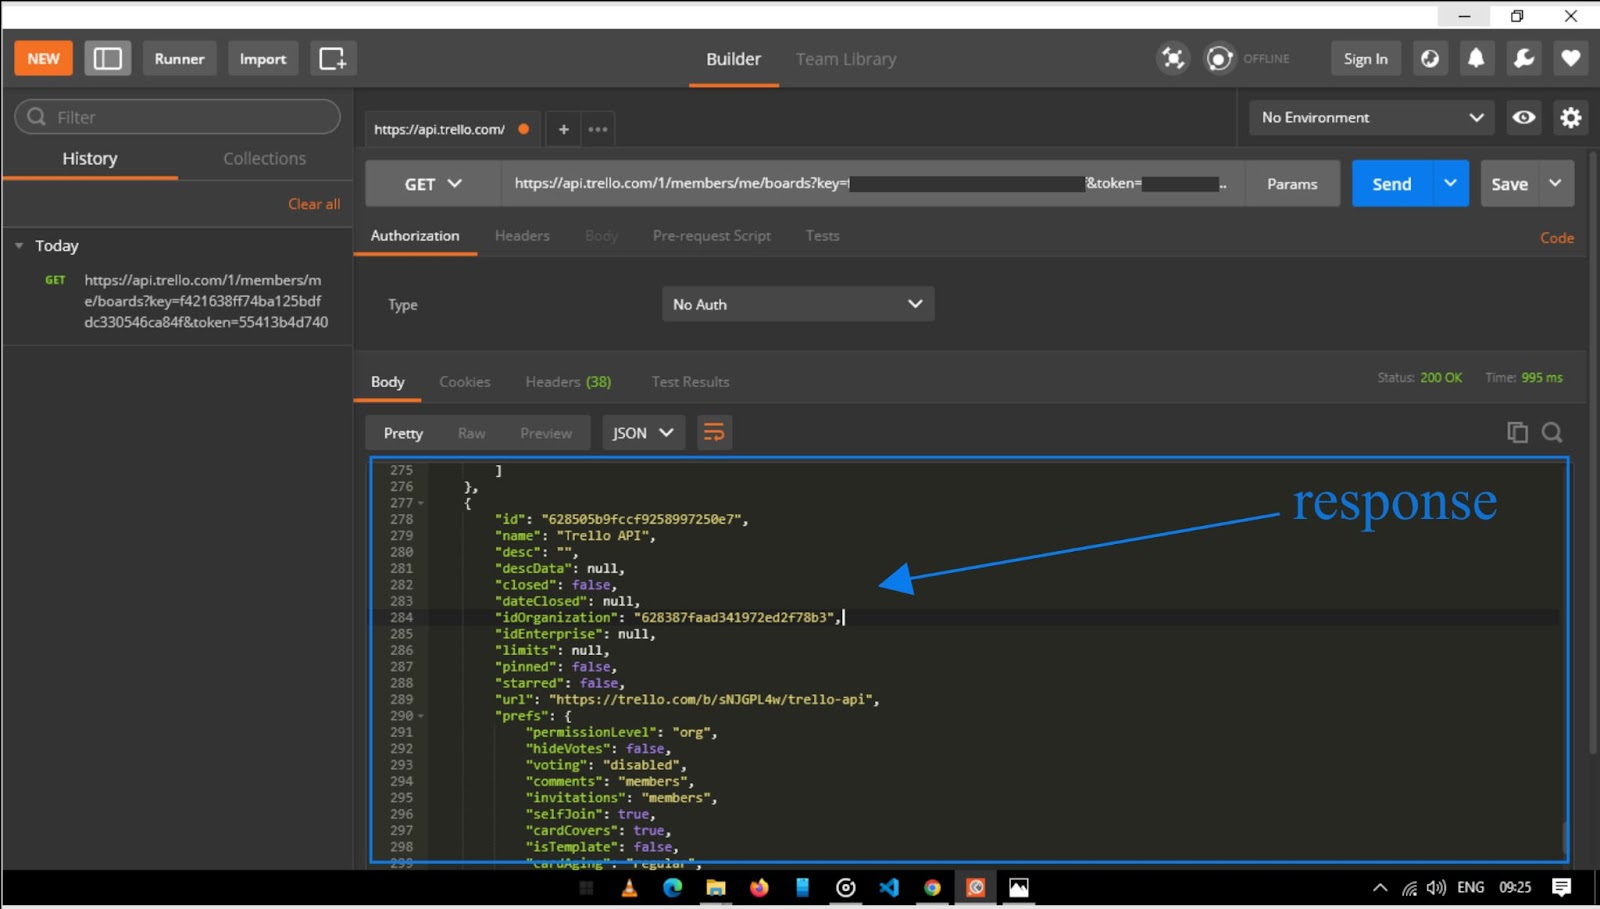 NEW
Runner
Import
Builder
Team Library
OFFLINE
Sign In
Filter
History
Collections
Clear all
Today
GET
https://api.trello.com/1/members/m
e/boards?key=f421638ff74ba125bdf
dc330546ca84f&token=55413b4d740
https://api.trello.com/
+
No Environment
GET
https://api.trello.com/1/members/me/boards?key=f
&token=
..
Params
Send
Save
Authorization
Headers
Body
Pre-request Script
Tests
Code
Type
No Auth
Body
Cookies
Headers (38)
Test Results
Status: 200 OK
Time: 995 ms
Pretty
Raw
Preview
JSON
response
275 ]
276 },
277 {
278 "id": "628505b9fccf9258997250e7",
279 "name": "Trello API",
280 "desc": "",
281 "descData": null,
282 "closed": false,
283 "dateClosed": null,
284 "idOrganization": "628387faad341972ed2f78b3",
285 "idEnterprise": null,
286 "limits": null,
287 "pinned": false,
288 "starred": false,
289 "url": "https://trello.com/b/sNJGPL4w/trello-api",
290 "prefs": {
291 "permissionLevel": "org",
292 "hideVotes": false,
293 "voting": "disabled",
294 "comments": "members",
295 "invitations": "members",
296 "selfJoin": true,
297 "cardCovers": true,
298 "isTemplate": false,
299 "cardAging": "regular",
ENG
09:25